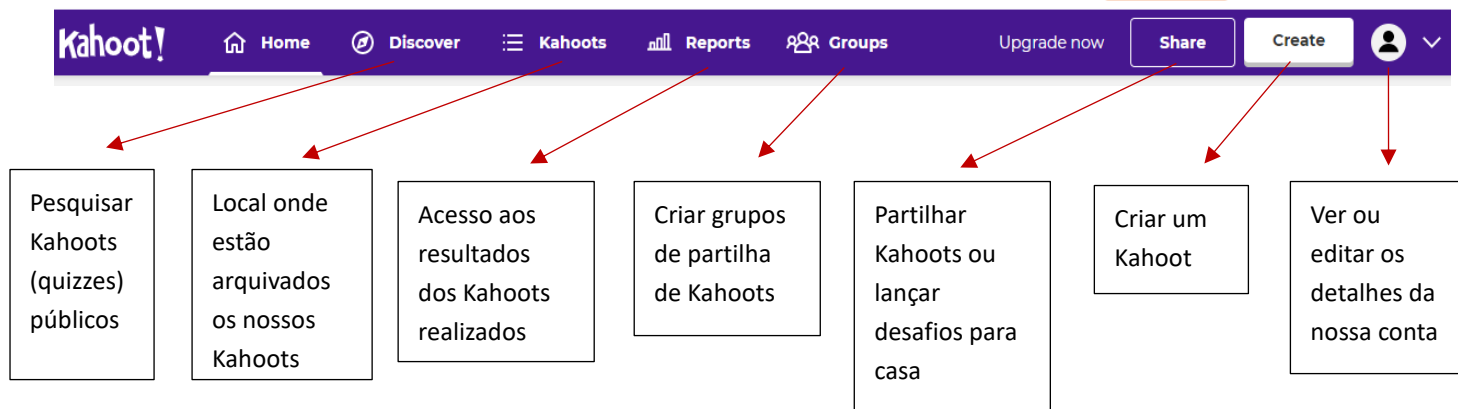 Kahoot! Home Discover Kahoots Reports Groups Upgrade now Share Create
Pesquisar
Kahoots
(quizzes)
públicos
Local onde
estão
arquivados
os nossos
Kahoots
Acesso aos
resultados
dos Kahoots
realizados
Criar grupos
de partilha
de Kahoots
Partilhar
Kahoots ou
lançar
desafios para
casa
Criar um
Kahoot
Ver ou
editar os
detalhes da
nossa conta